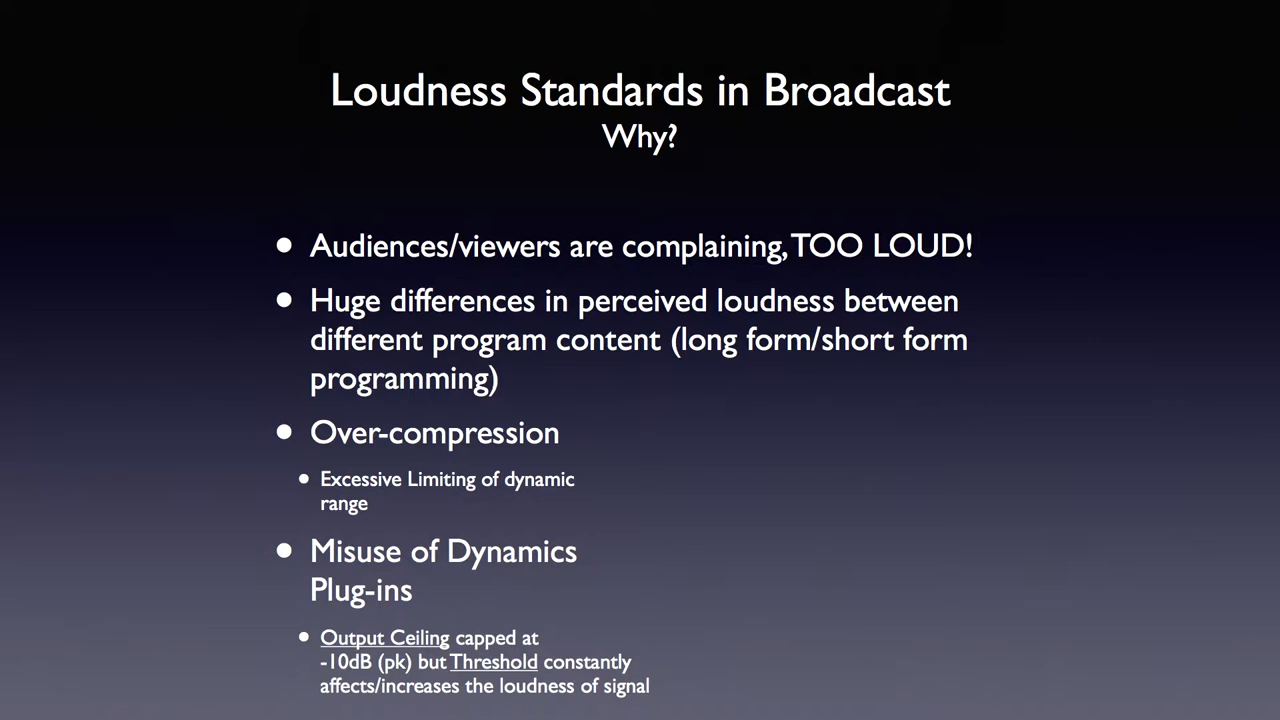 Loudness Standards in Broadcast
Why?
• Audiences/viewers are complaining, TOO LOUD!
• Huge differences in perceived loudness between
different program content (long form/short form
programming)
• Over-compression
• Excessive Limiting of dynamic
range
• Misuse of Dynamics
Plug-ins
• Output Ceiling capped at
-10dB (pk) but Threshold constantly
affects/increases the loudness of signal